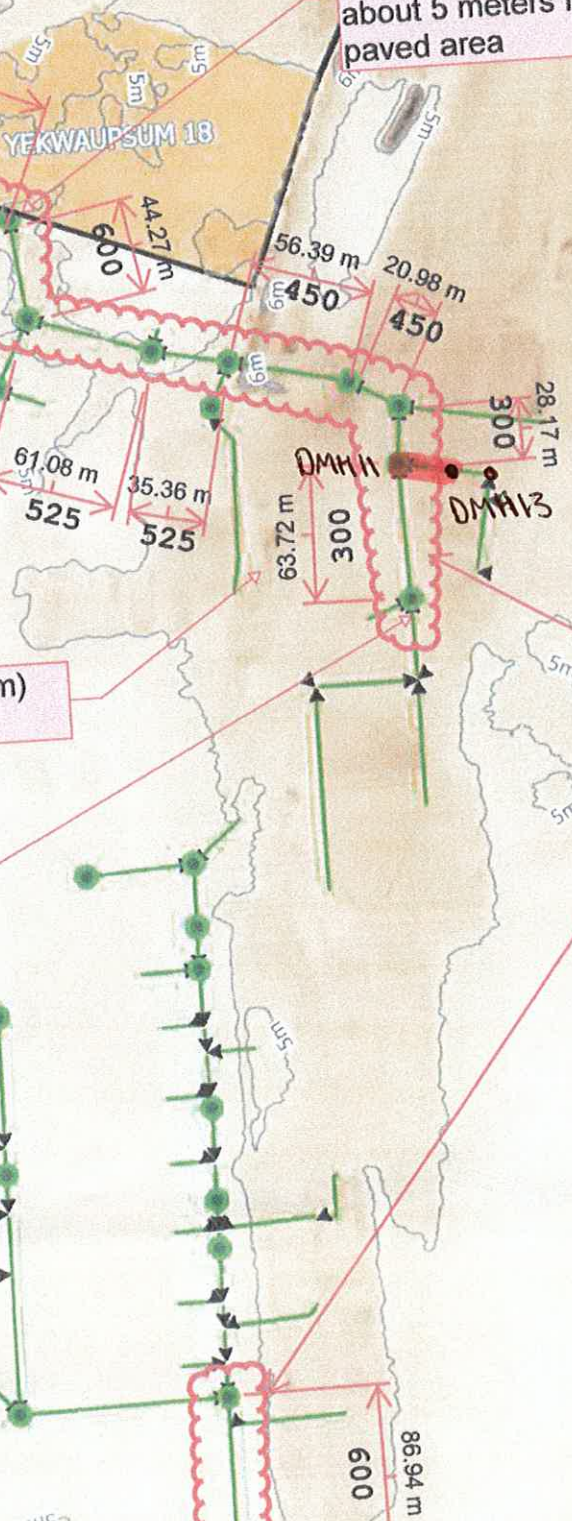 about 5 meters
paved area
5m
5m
5m
5m
YEKWAUPSUM 18
44.27 m
600
56.39 m
450
20.98 m
450
6m
6m
28.17 m
300
DMH11
DMH13
61.08 m
525
35.36 m
525
63.72 m
300
m)
5m
5m
5m
86.94 m
600